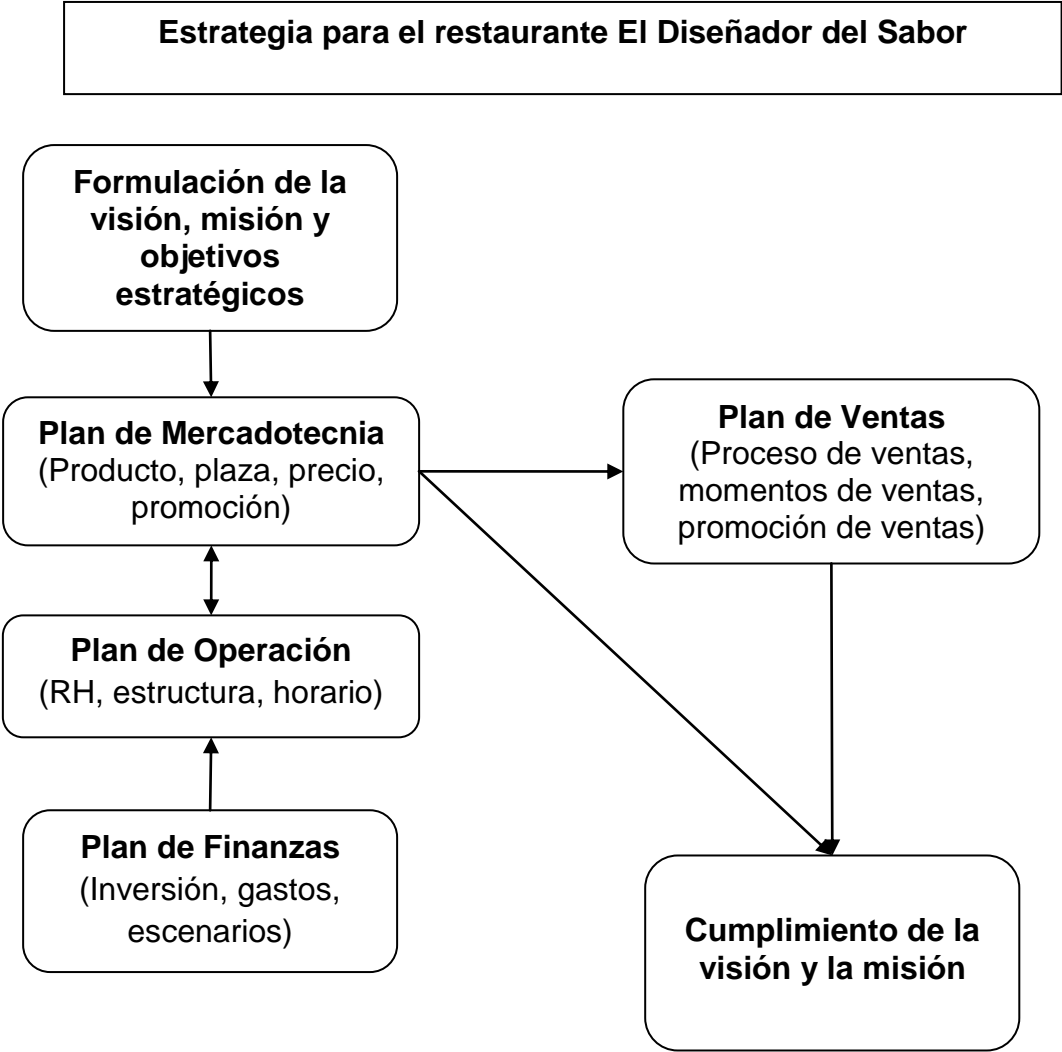 Estrategia para el restaurante El Diseñador del Sabor
Formulación de la
visión, misión y
objetivos
estratégicos
Plan de Mercadotecnia
(Producto, plaza, precio,
promoción)
Plan de Ventas
(Proceso de ventas,
momentos de ventas,
promoción de ventas)
Plan de Operación
(RH, estructura, horario)
Plan de Finanzas
(Inversión, gastos,
escenarios)
Cumplimiento de la
visión y la misión